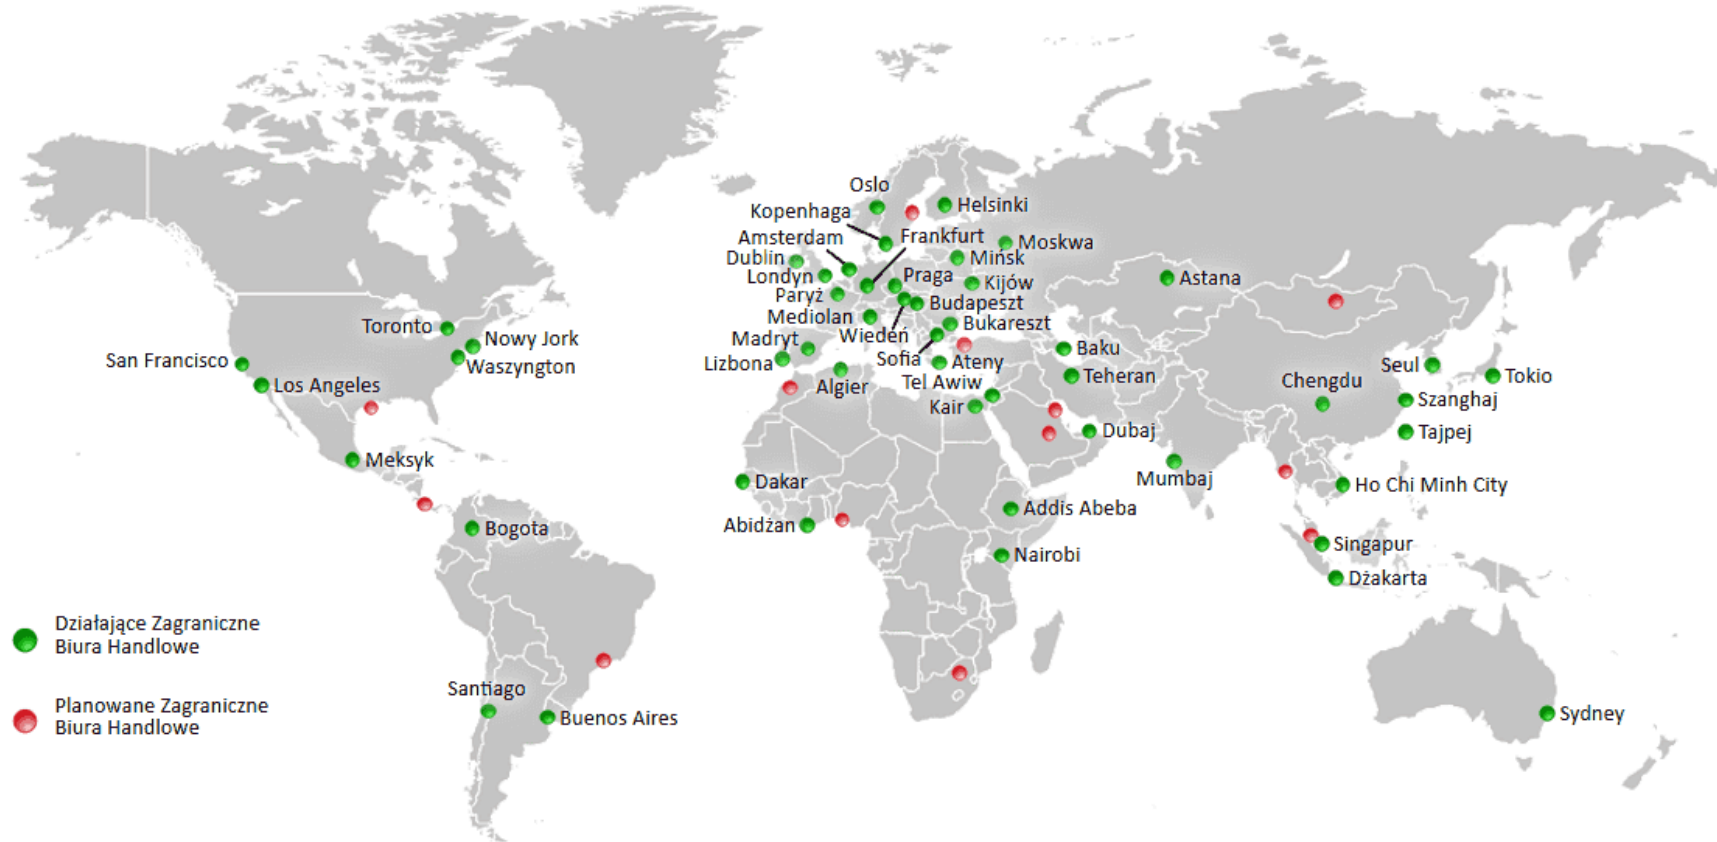 Oslo
Helsinki
Kopenhaga
Frankfurt
Amsterdam
Moskwa
Dublin
Mińsk
Londyn
Praga
Astana
Kijów
Paryż
Budapeszt
Mediolan
Bukareszt
Toronto
Wiedeń
Nowy Jork
Madryt
Baku
San Francisco
Sofia
Ateny
Lizbona
Waszyngton
Seul
Los Angeles
Algier
Tel Awiw
Teheran
Chengdu
Tokio
Kair
Szanghaj
Dubaj
Tajpej
Meksyk
Dakar
Mumbaj
Ho Chi Minh City
Addis Abeba
Abidżan
Bogota
Singapur
Nairobi
Dżakarta
Działające Zagraniczne
Biura Handlowe
Santiago
Planowane Zagraniczne
Biura Handlowe
Buenos Aires
Sydney